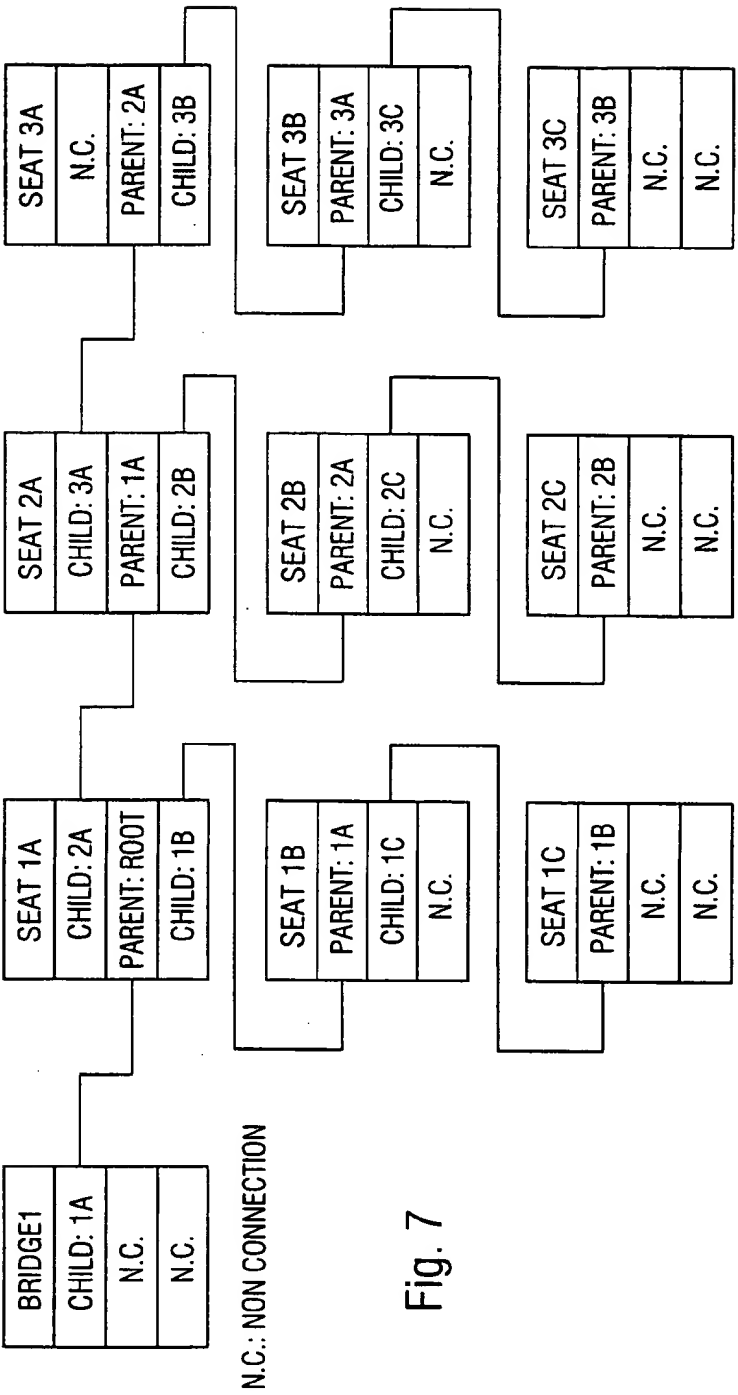 BRIDGE1
CHILD: 1A
N.C.
N.C.
SEAT 1A
CHILD: 2A
PARENT: ROOT
CHILD: 1B
SEAT 2A
CHILD: 3A
PARENT: 1A
CHILD: 2B
SEAT 3A
N.C.
PARENT: 2A
CHILD: 3B
SEAT 1B
PARENT: 1A
CHILD: 1C
N.C.
SEAT 2B
PARENT: 2A
CHILD: 2C
N.C.
SEAT 3B
PARENT: 3A
CHILD: 3C
N.C.
SEAT 1C
PARENT: 1B
N.C.
N.C.
SEAT 2C
PARENT: 2B
N.C.
N.C.
SEAT 3C
PARENT: 3B
N.C.
N.C.
N.C.: NON CONNECTION
Fig. 7